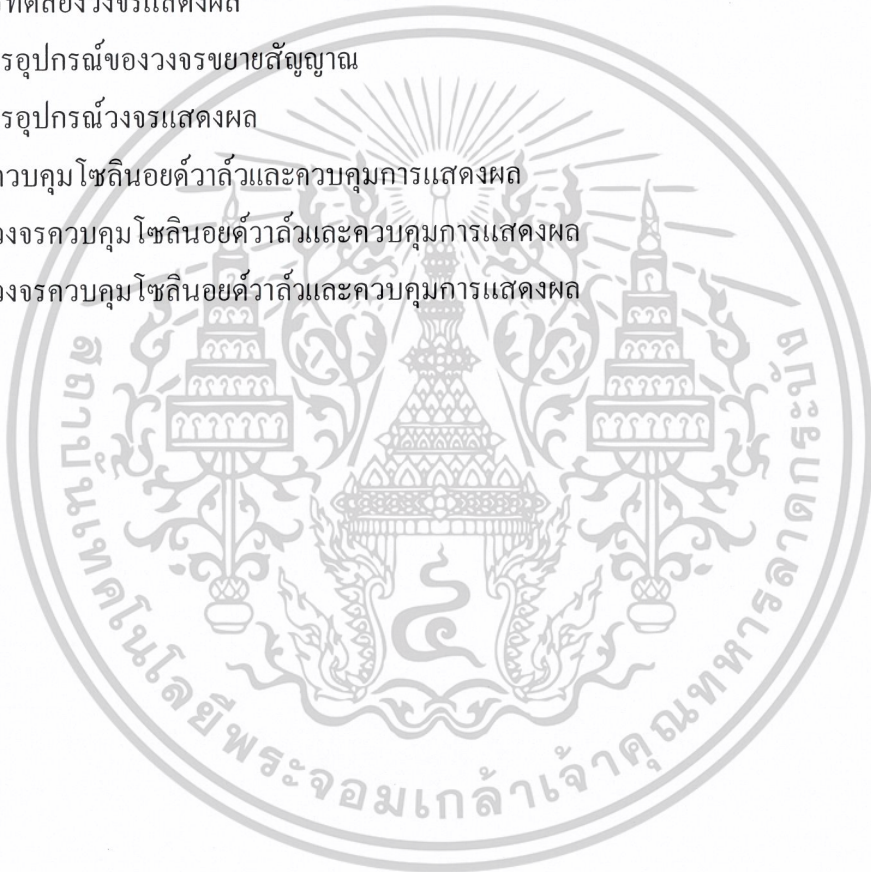 ทดลองวงจรแสดงผล
รอุปกรณ์ของวงจรขยายสัญญาณ
รอุปกรณ์วงจรแสดงผล
ควบคุมโซลินอยด์วาล์วและควบคุมการแสดงผล
วงจรควบคุมโซลินอยด์วาล์วและควบคุมการแสดงผล
วงจรควบคุมโซลินอยด์วาล์วและควบคุมการแสดงผล
สถาบันเทคโนโลยีพระจอมเกล้าเจ้าคุณทหารลาดกระบัง
๔